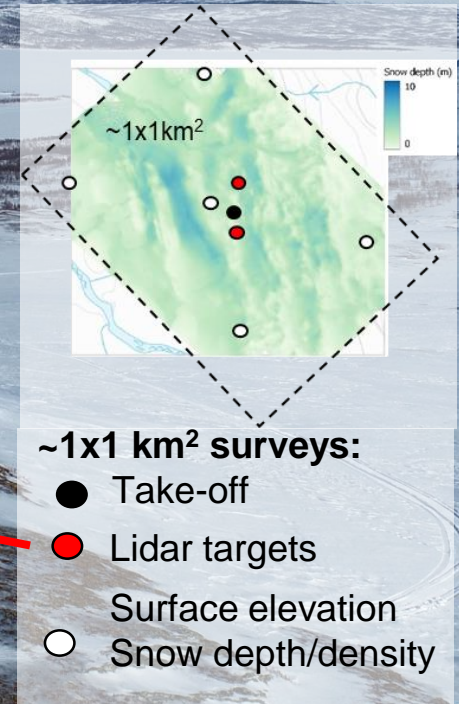 Snow depth (m)
10
0
~1x1km²
~1x1 km² surveys:
Take-off
Lidar targets
Surface elevation
Snow depth/density